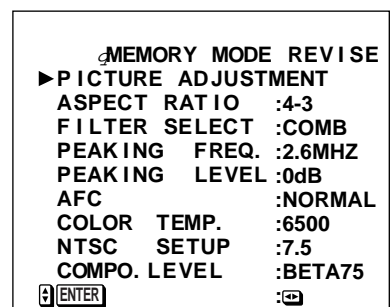 MEMORY MODE REVISE
►PICTURE ADJUSTMENT
ASPECT RATIO :4-3
FILTER SELECT :COMB
PEAKING FREQ. :2.6MHZ
PEAKING LEVEL :0dB
AFC :NORMAL
COLOR TEMP. :6500
NTSC SETUP :7.5
COMPO. LEVEL :BETA75
ENTER :